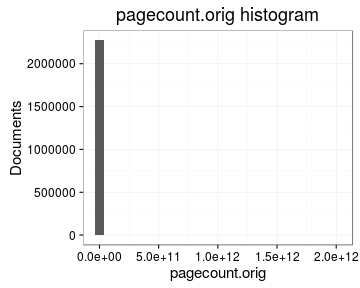 pagecount.orig histogram
Documents
2000000
1500000
1000000
500000
0
0.0e+00 5.0e+11 1.0e+12 1.5e+12 2.0e+12
pagecount.orig